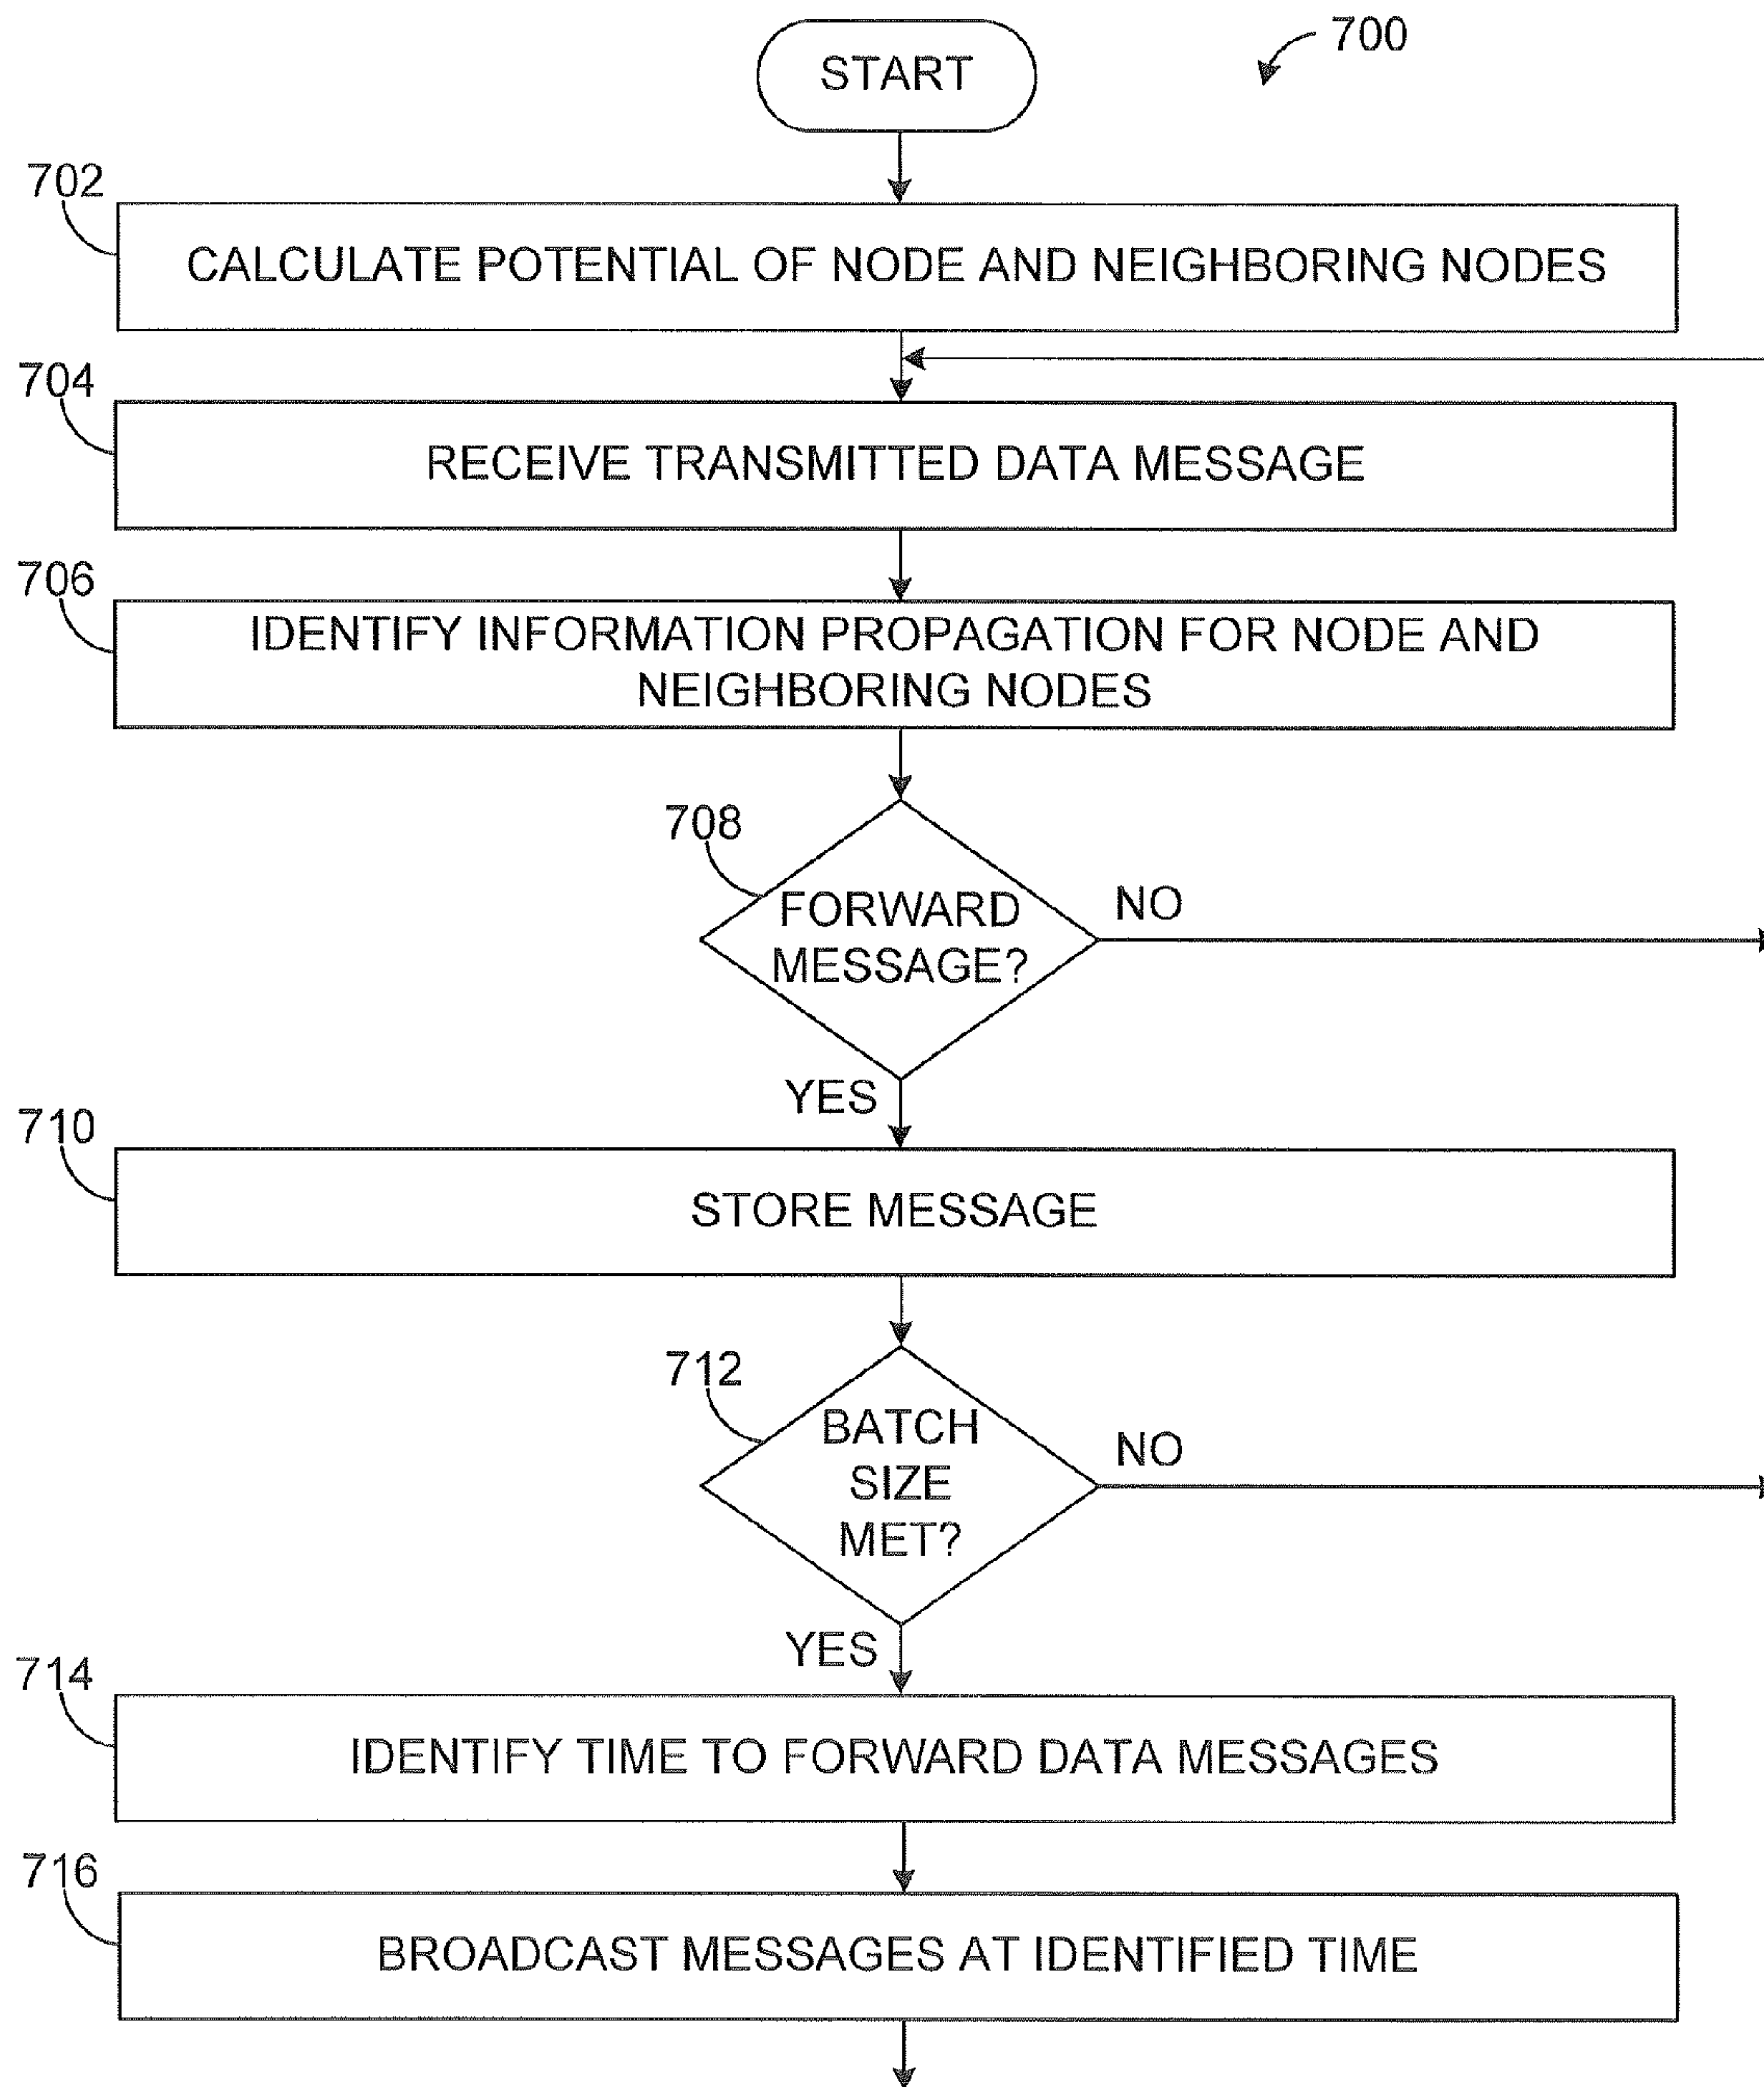 START
700
702
CALCULATE POTENTIAL OF NODE AND NEIGHBORING NODES
704
RECEIVE TRANSMITTED DATA MESSAGE
706
IDENTIFY INFORMATION PROPAGATION FOR NODE AND
NEIGHBORING NODES
708
FORWARD
MESSAGE?
NO
YES
710
STORE MESSAGE
712
BATCH
SIZE
MET?
NO
YES
714
IDENTIFY TIME TO FORWARD DATA MESSAGES
716
BROADCAST MESSAGES AT IDENTIFIED TIME